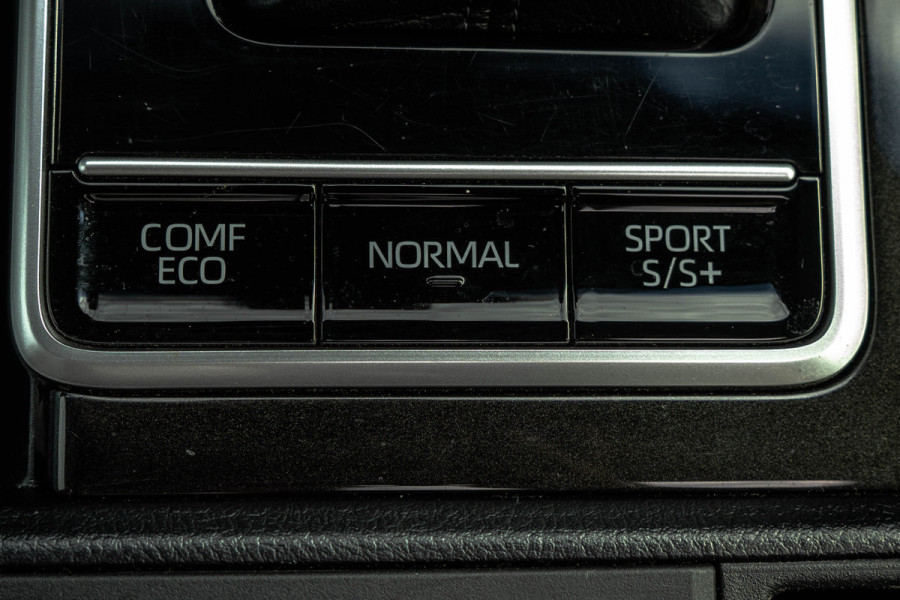 COMF
ECO
NORMAL
SPORT
S/S+